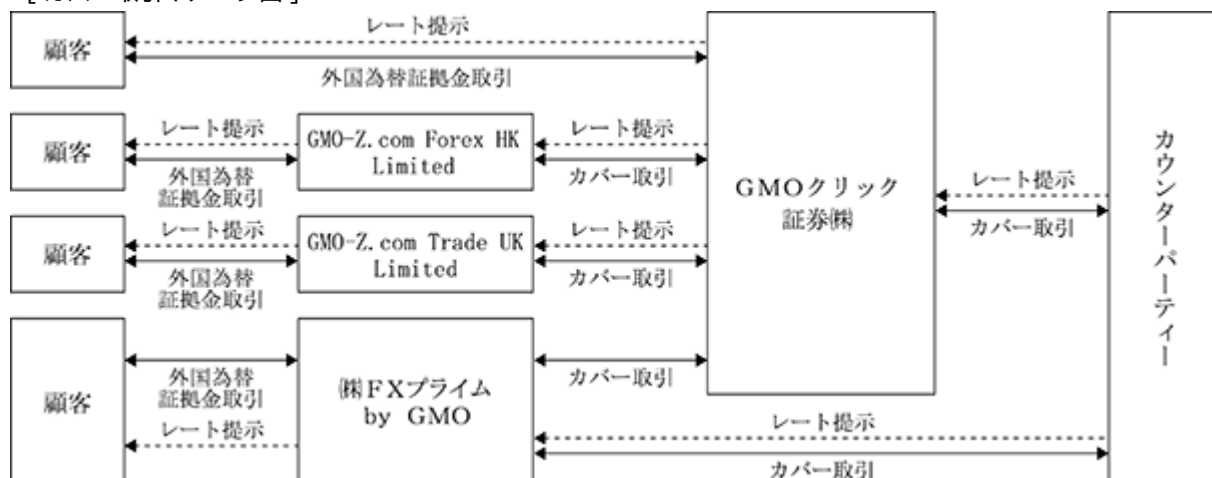 レート提示
顧客
外国為替証拠金取引
レート提示
GMO-Z.com Forex HK
Limited
レート提示
顧客
外国為替
証拠金取引
カバー取引
GMOクリック
証券㈱
レート提示
カバー取引
カウンターパーティー
レート提示
GMO-Z.com Trade UK
Limited
レート提示
顧客
外国為替
証拠金取引
カバー取引
顧客
外国為替
証拠金取引
レート提示
㈱FXプライム
by GMO
カバー取引
レート提示
カバー取引